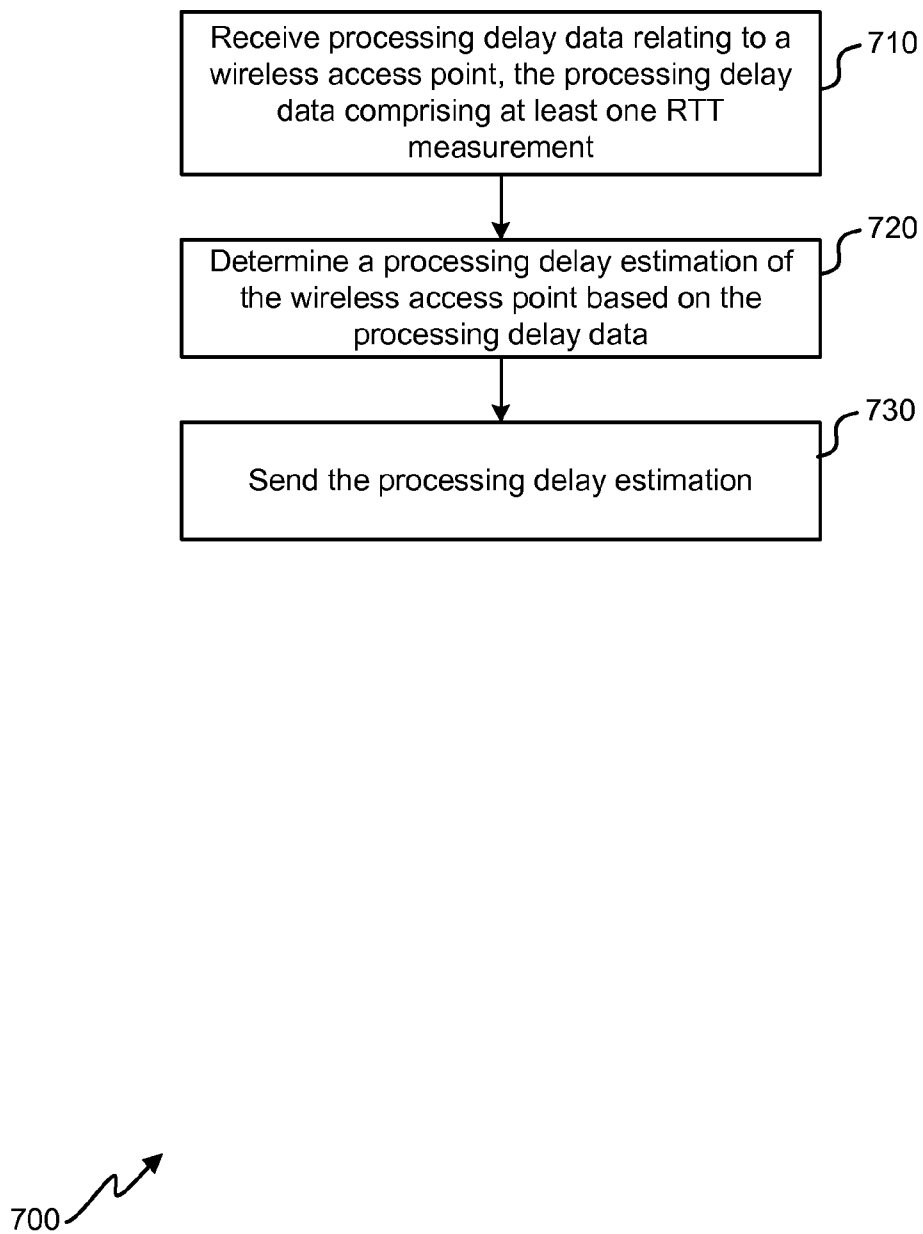 Receive processing delay data relating to a
wireless access point, the processing delay
data comprising at least one RTT
measurement
710
Determine a processing delay estimation of
the wireless access point based on the
processing delay data
720
Send the processing delay estimation
730
700